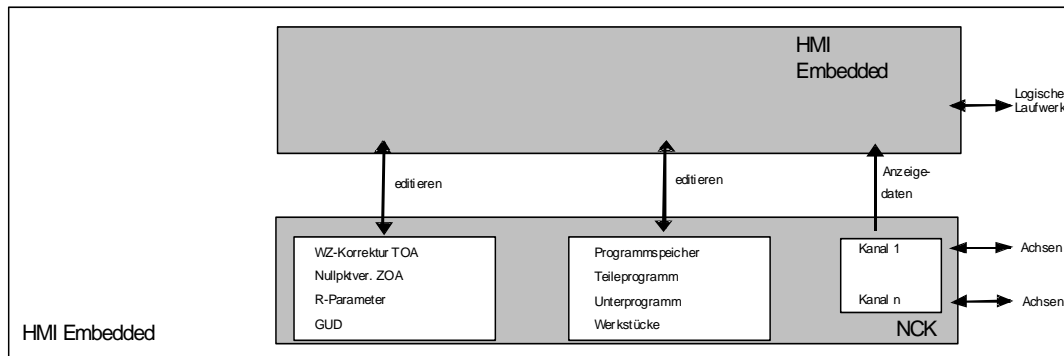 HMI
Embedded
Logische
Laufwerk
editieren
editieren
Anzeige-
daten
WZ-Korrektur TOA
Nullpktver. ZOA
R-Parameter
GUD
Programmspeicher
Teileprogramm
Unterprogramm
Werkstücke
Kanal 1
Kanal n
Achsen
Achsen
NCK
HMI Embedded